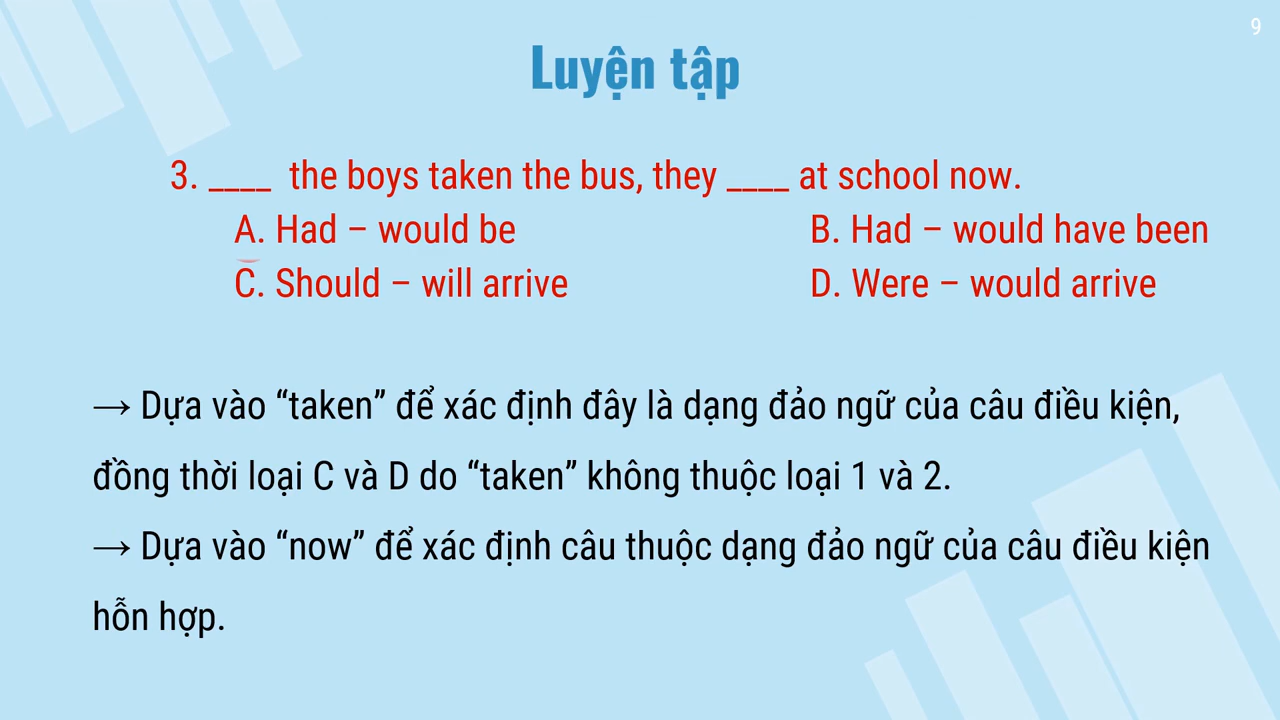 9
Luyện tập
3. ____ the boys taken the bus, they ____ at school now.
A. Had – would be
B. Had – would have been
C. Should – will arrive
D. Were – would arrive
→ Dựa vào “taken” để xác định đây là dạng đảo ngữ của câu điều kiện,
đồng thời loại C và D do “taken” không thuộc loại 1 và 2.
→ Dựa vào “now” để xác định câu thuộc dạng đảo ngữ của câu điều kiện
hỗn hợp.